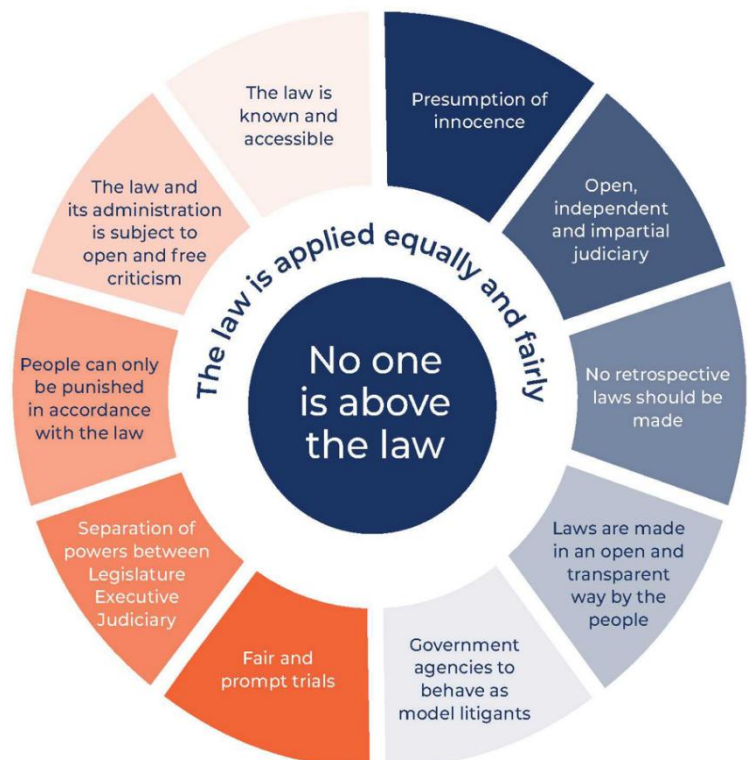 The law is
known and
accessible
Presumption of
innocence
Open,
independent
and impartial
judiciary
No retrospective
laws should be
made
Laws are made
in an open and
transparent
way by the
people
Government
agencies to
behave as
model litigants
Fair and
prompt trials
Separation of
powers between
Legislature
Executive
Judiciary
People can only
be punished
in accordance
with the law
The law and
its administration
is subject to
open and free
criticism
The law is applied equally and fairly
No one
is above
the law